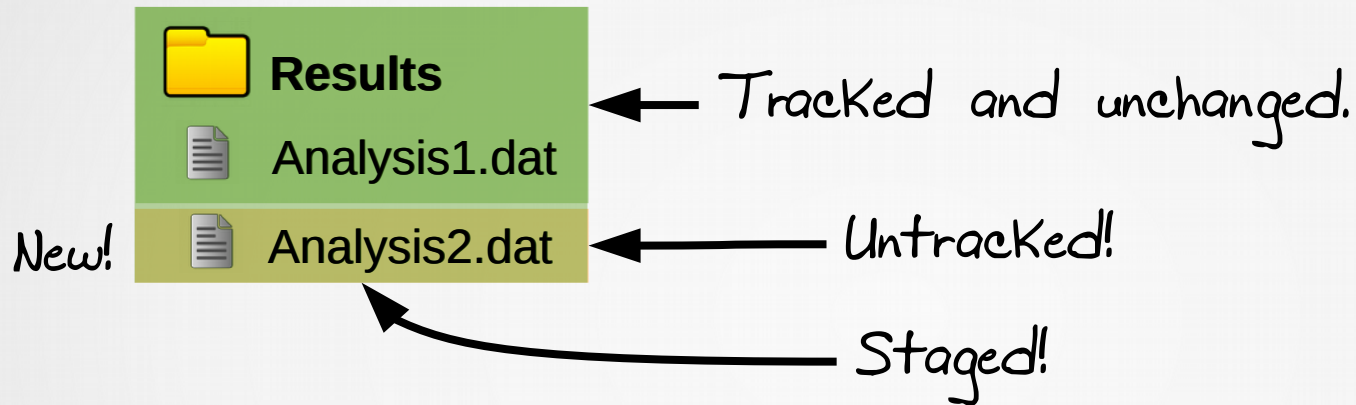 Results
Tracked and unchanged.
Analysis1.dat
New!
Analysis2.dat
Untracked!
Staged!